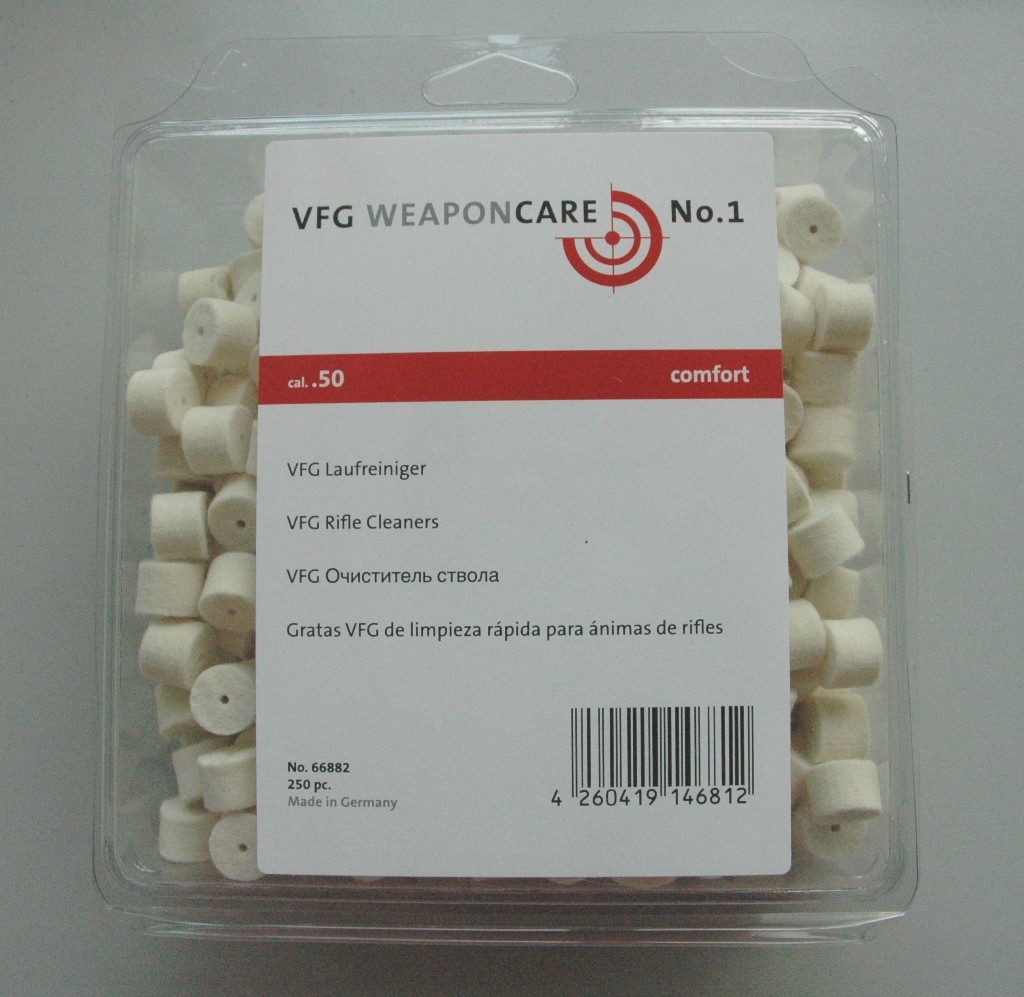 VFG WEAPONCARE No.1
cal. .50 comfort
VFG Laufreiniger
VFG Rifle Cleaners
VFG Очиститель ствола
Gratas VFG de limpieza rápida para ánimas de rifles
No. 66882
250 pc.
Made in Germany
4 260419 146812